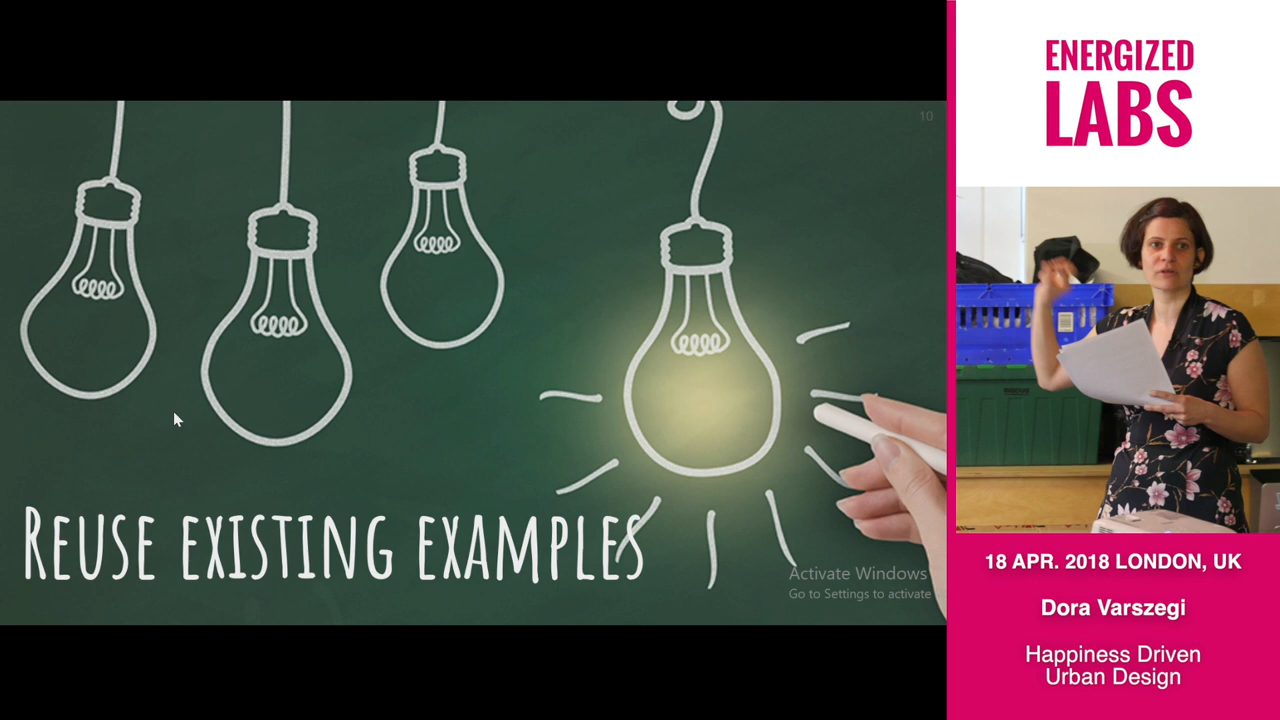 10
REUSE EXISTING EXAMPLES
Activate Windows
Go to Settings to activate
ENERGIZED
LABS
18 APR. 2018 LONDON, UK
Dora Varszegi
Happiness Driven
Urban Design